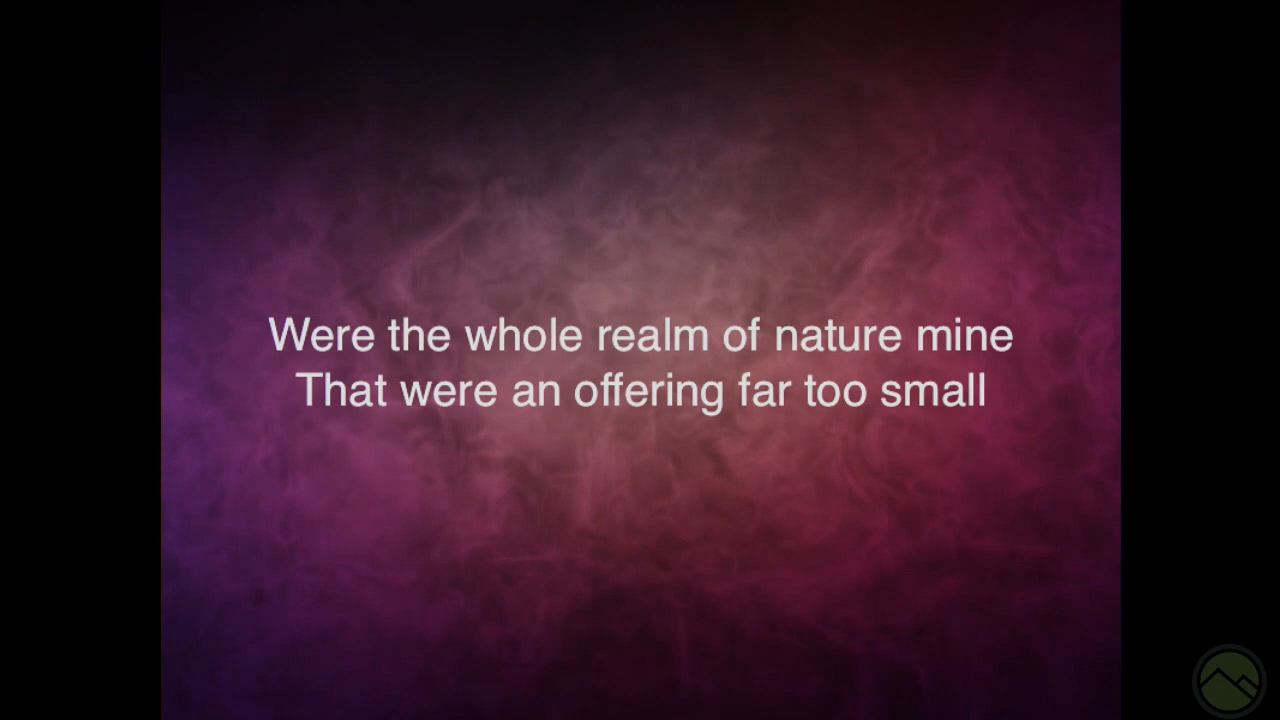 Were the whole realm of nature mine
That were an offering far too small